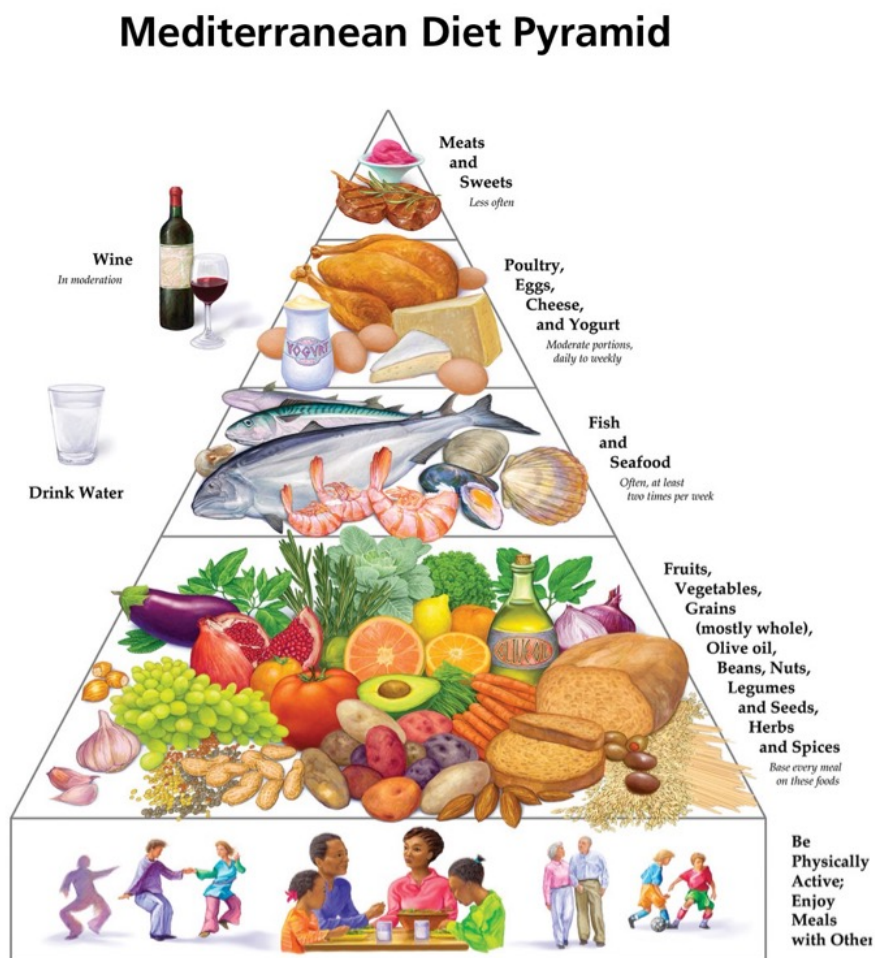 Mediterranean Diet Pyramid
Meats
and
Sweets
Less often
Wine
In moderation
Poultry,
Eggs,
Cheese,
and Yogurt
Moderate portions,
daily to weekly
YOGURT
Drink Water
Fish
and
Seafood
Often, at least
two times per week
Fruits,
Vegetables,
Grains
(mostly whole),
Olive oil,
Beans, Nuts,
Legumes
and Seeds,
Herbs
and Spices
Base every meal
on these foods
OLIVE OIL
Be
Physically
Active;
Enjoy
Meals
with Other